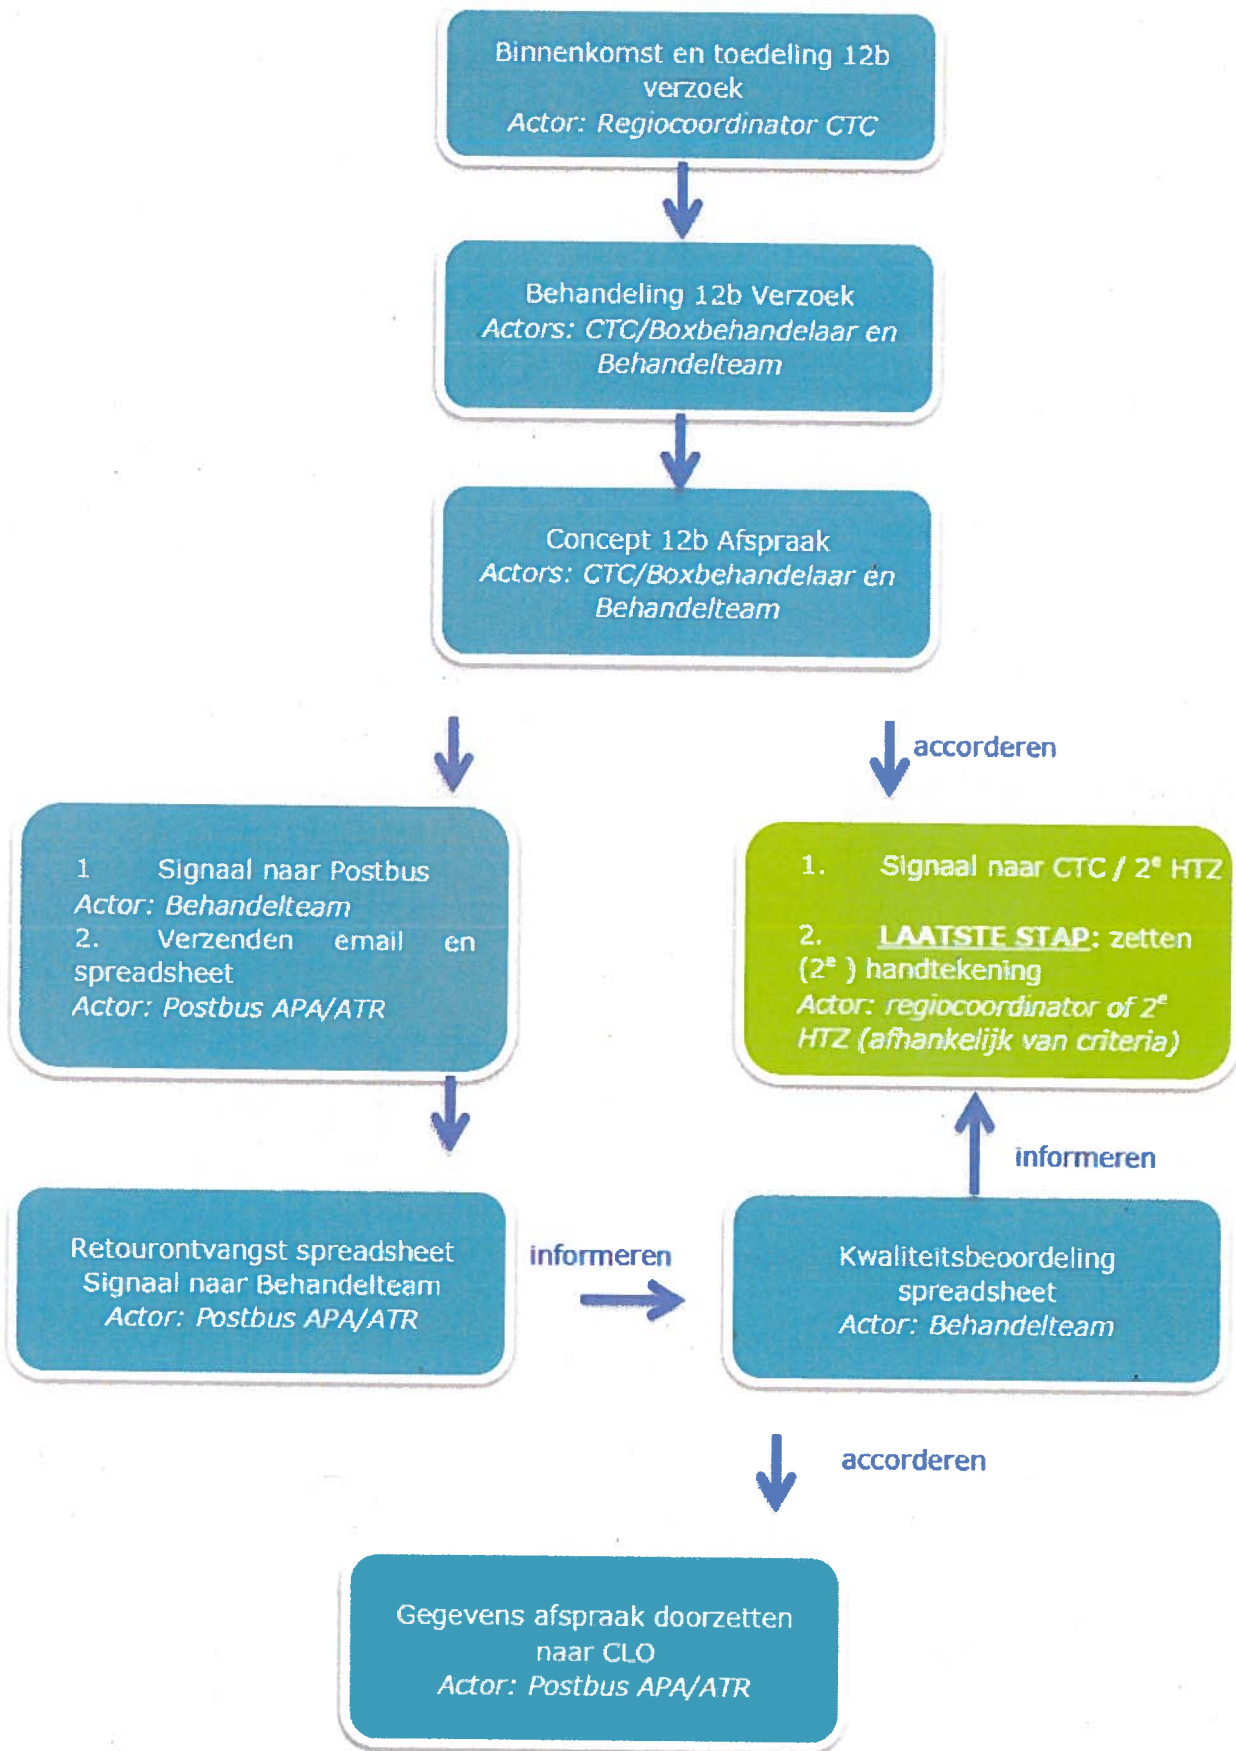 Binnenkomst en toedeling 12b
verzoek
Actor: Regiocoordinator CTC
Behandeling 12b Verzoek
Actors: CTC/Boxbehandelaar en
Behandelteam
Concept 12b Afspraak
Actors: CTC/Boxbehandelaar en
Behandelteam
accorderen
1 Signaal naar Postbus
Actor: Behandelteam
2. Verzenden email en
spreadsheet
Actor: Postbus APA/ATR
1. Signaal naar CTC / 2e HTZ
2. LAATSTE STAP: zetten
(2e ) handtekening
Actor: regiocoordinator of 2e
HTZ (afhankelijk van criteria)
informeren
Retourontvangst spreadsheet
Signaal naar Behandelteam
Actor: Postbus APA/ATR
informeren
Kwaliteitsbeoordeling
spreadsheet
Actor: Behandelteam
accorderen
Gegevens afspraak doorzetten
naar CLO
Actor: Postbus APA/ATR